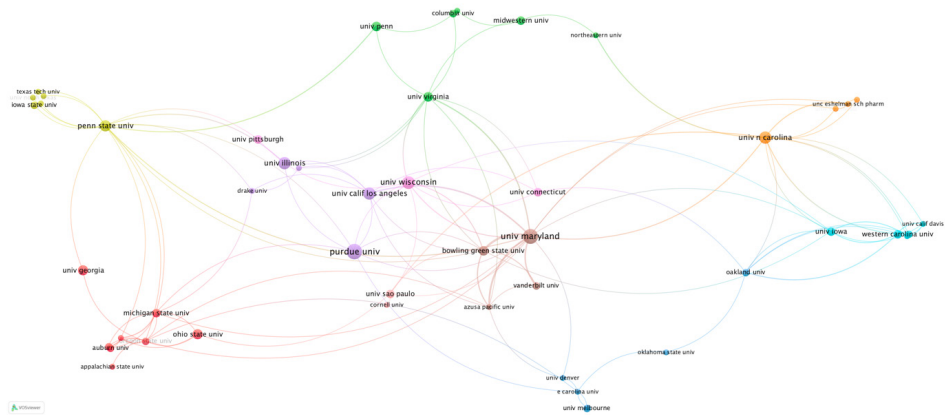 columbia univ
univ penn
midwestern univ
northeastern univ
texas tech univ
iowa state univ
univ virginia
unc eshelman sch pharm
penn state univ
univ pittsburgh
univ n carolina
univ illinois
univ wisconsin
drake univ
univ calif los angeles
univ connecticut
univ calif davis
univ iowa
western carolina univ
univ maryland
purdue univ
bowling green state univ
univ georgia
oakland univ
vanderbilt univ
univ sao paulo
cornell univ
azusa pacific univ
michigan state univ
ohio state univ
auburn univ
appalachian state univ
oklahoma state univ
univ denver
e carolina univ
univ melbourne
VOSviewer